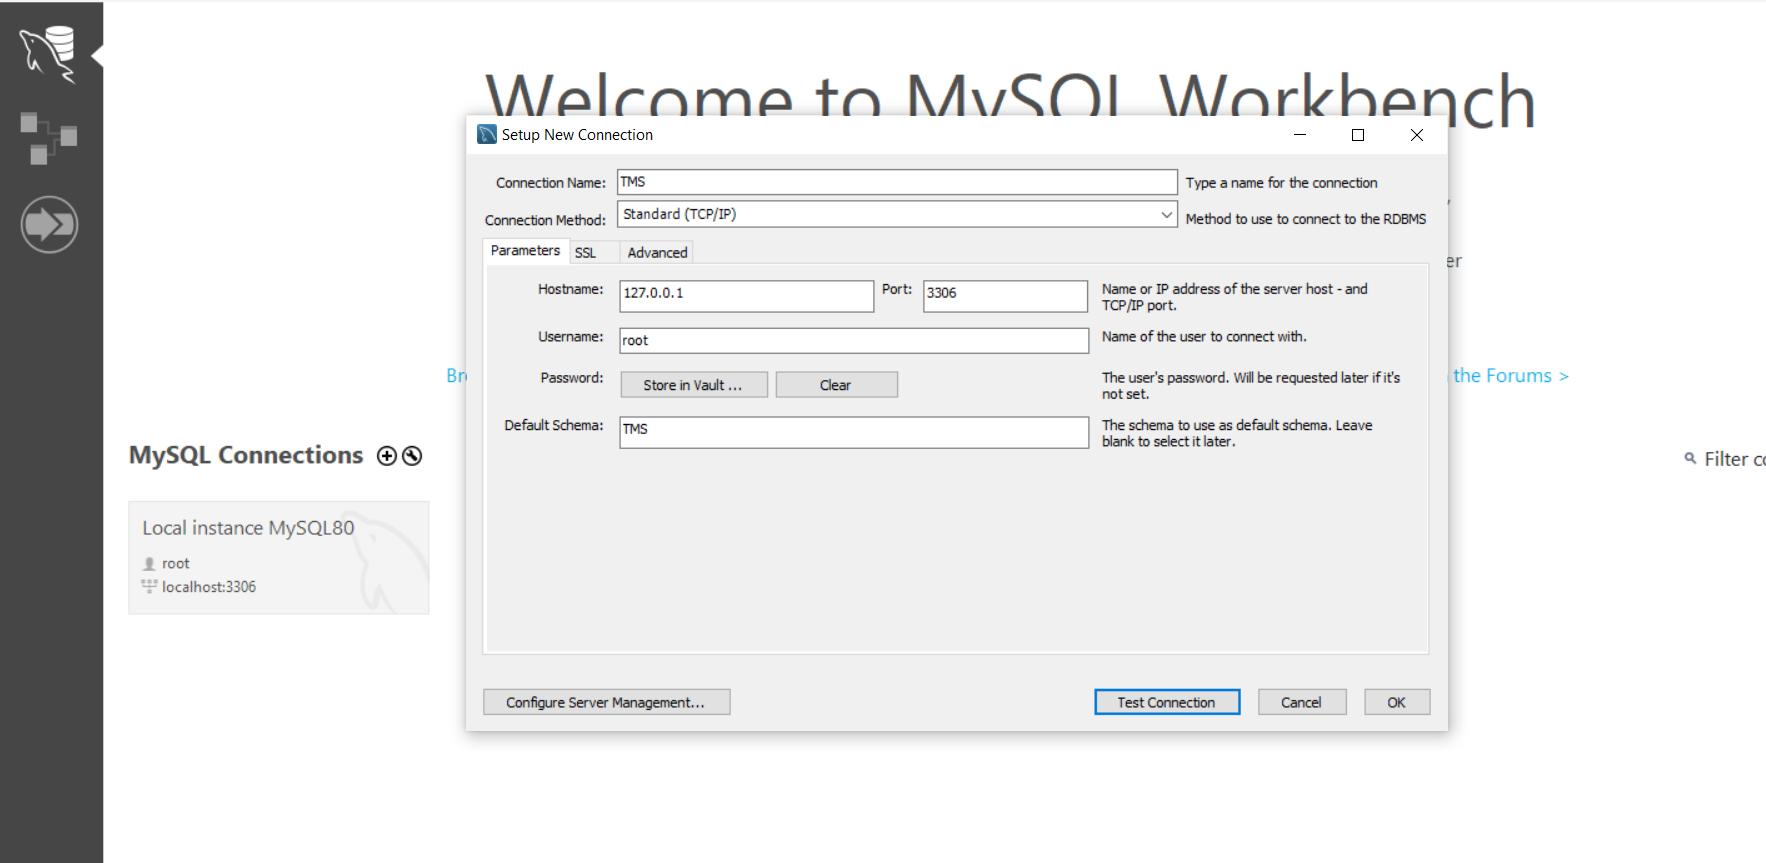 Welcome to MySQL Workbench
Setup New Connection
Connection Name: TMS Type a name for the connection
Connection Method: Standard (TCP/IP) Method to use to connect to the RDBMS
Parameters SSL Advanced
Hostname: 127.0.0.1 Port: 3306 Name or IP address of the server host - and
TCP/IP port.
er
Username: root Name of the user to connect with.
Password: Store in Vault ... Clear The user's password. Will be requested later if it's
not set.
Br
the Forums >
Default Schema: TMS The schema to use as default schema. Leave
blank to select it later.
MySQL Connections
Filter co
Local instance MySQL80
root
localhost:3306
Configure Server Management... Test Connection Cancel OK